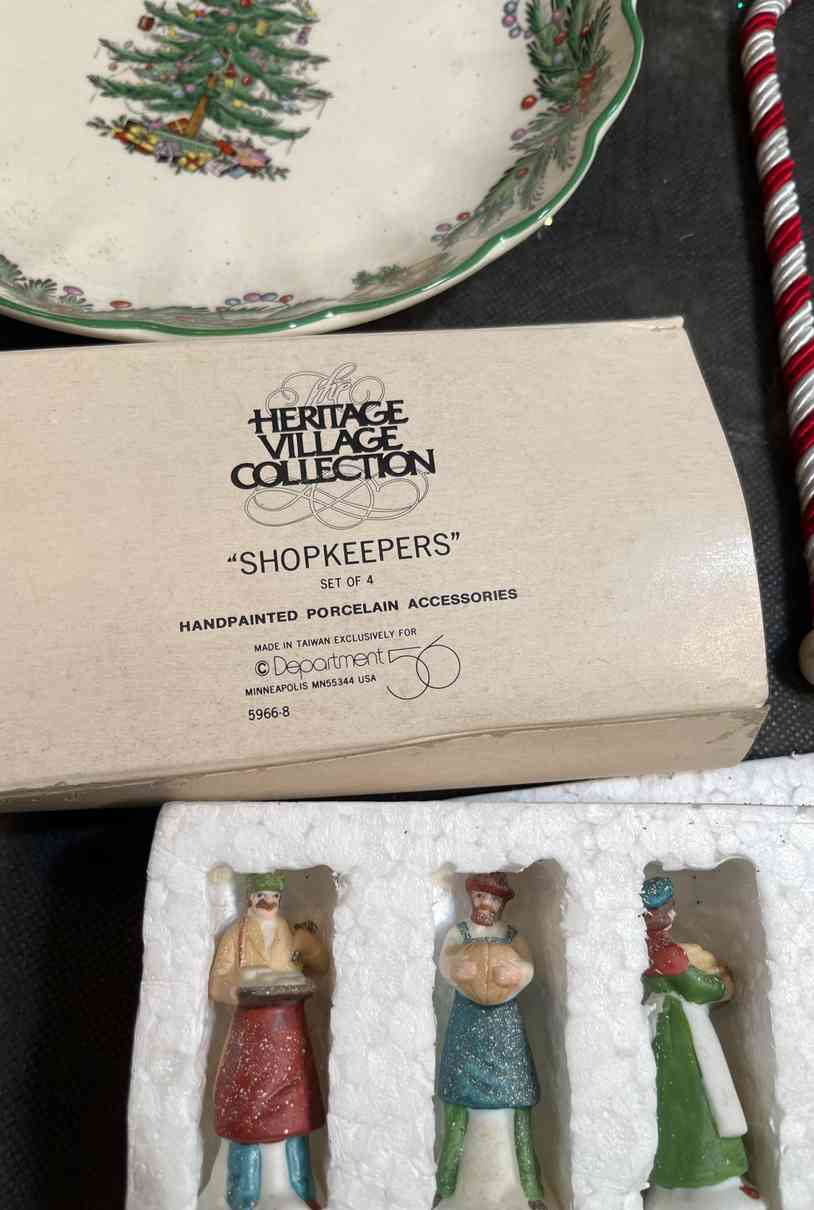 The
HERITAGE
VILLAGE
COLLECTION
“SHOPKEEPERS”
SET OF 4
HANDPAINTED PORCELAIN ACCESSORIES
MADE IN TAIWAN EXCLUSIVELY FOR
© Department 56
MINNEAPOLIS MN55344 USA
5966-8